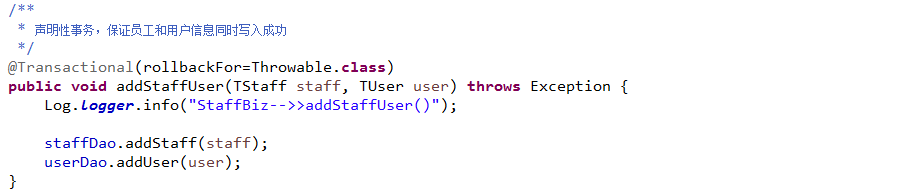 /**
 * 声明性事务，保证员工和用户信息同时写入成功
 */
@Transactional(rollbackFor=Throwable.class)
public void addStaffUser(TStaff staff, TUser user) throws Exception {
    Log.logger.info("StaffBiz-->>addStaffUser()");
    staffDao.addStaff(staff);
    userDao.addUser(user);
}